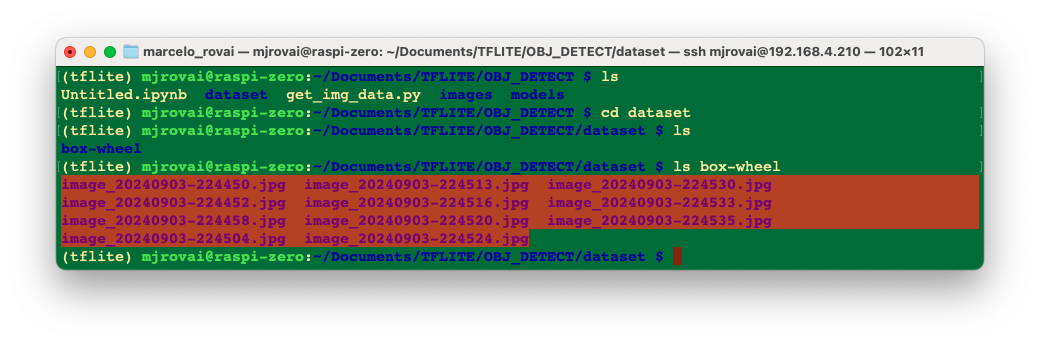 marcelo_rovai — mjrovai@raspi-zero: ~/Documents/TFLITE/OBJ_DETECT/dataset — ssh mjrovai@192.168.4.210 — 102×11
(tflite) mjrovai@raspi-zero:~/Documents/TFLITE/OBJ_DETECT $ ls
Untitled.ipynb  dataset  get_img_data.py  images  models
(tflite) mjrovai@raspi-zero:~/Documents/TFLITE/OBJ_DETECT $ cd dataset
(tflite) mjrovai@raspi-zero:~/Documents/TFLITE/OBJ_DETECT/dataset $ ls
box-wheel
(tflite) mjrovai@raspi-zero:~/Documents/TFLITE/OBJ_DETECT/dataset $ ls box-wheel
image_20240903-224450.jpg  image_20240903-224513.jpg  image_20240903-224530.jpg
image_20240903-224452.jpg  image_20240903-224516.jpg  image_20240903-224533.jpg
image_20240903-224458.jpg  image_20240903-224520.jpg  image_20240903-224535.jpg
image_20240903-224504.jpg  image_20240903-224524.jpg
(tflite) mjrovai@raspi-zero:~/Documents/TFLITE/OBJ_DETECT/dataset $